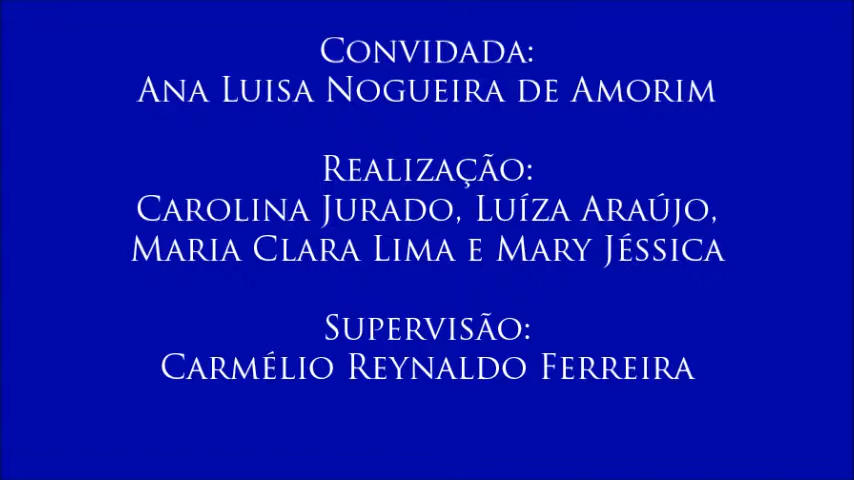 Convidada:
Ana Luisa Nogueira de Amorim
Realização:
Carolina Jurado, Luíza Araújo,
Maria Clara Lima e Mary Jéssica
Supervisão:
Carmélio Reynaldo Ferreira